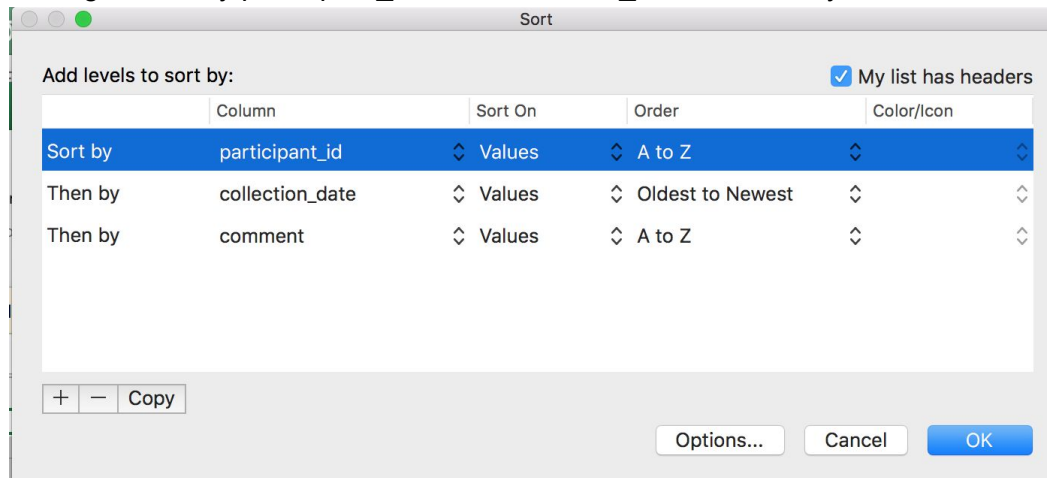 Sort
Add levels to sort by:
My list has headers
Column Sort On Order Color/Icon
Sort by participant_id Values A to Z
Then by collection_date Values Oldest to Newest
Then by comment Values A to Z
+ − Copy
Options... Cancel OK